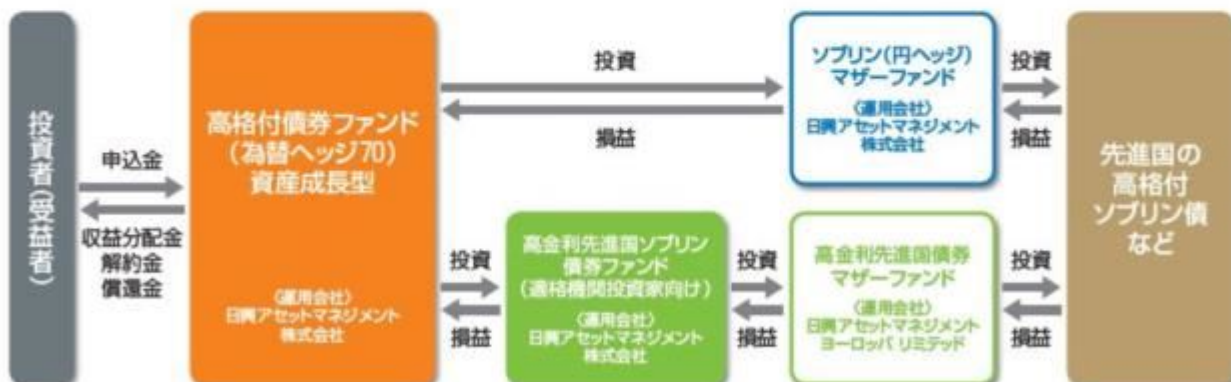 投資者(受益者)
申込金
収益分配金
解約金
償還金
高格付債券ファンド
(為替ヘッジ70)
資産成長型
〈運用会社〉
日興アセットマネジメント
株式会社
投資
損益
ソブリン(円ヘッジ)
マザーファンド
〈運用会社〉
日興アセットマネジメント
株式会社
投資
損益
投資
損益
高金利先進国ソブリン
債券ファンド
(適格機関投資家向け)
〈運用会社〉
日興アセットマネジメント
株式会社
投資
損益
高金利先進国債券
マザーファンド
〈運用会社〉
日興アセットマネジメント
ヨーロッパ リミテッド
投資
損益
先進国の
高格付
ソブリン債
など